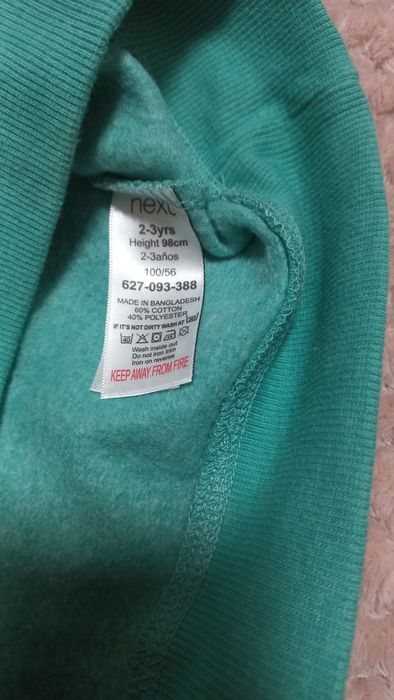 next
2-3yrs
Height 98cm
2-3años
100/56
627-093-388
MADE IN BANGLADESH
60% COTTON
40% POLYESTER
IF IT'S NOT DIRTY WASH AT 30
40
Wash inside out
Do not iron trim
Iron on reverse
KEEP AWAY FROM FIRE